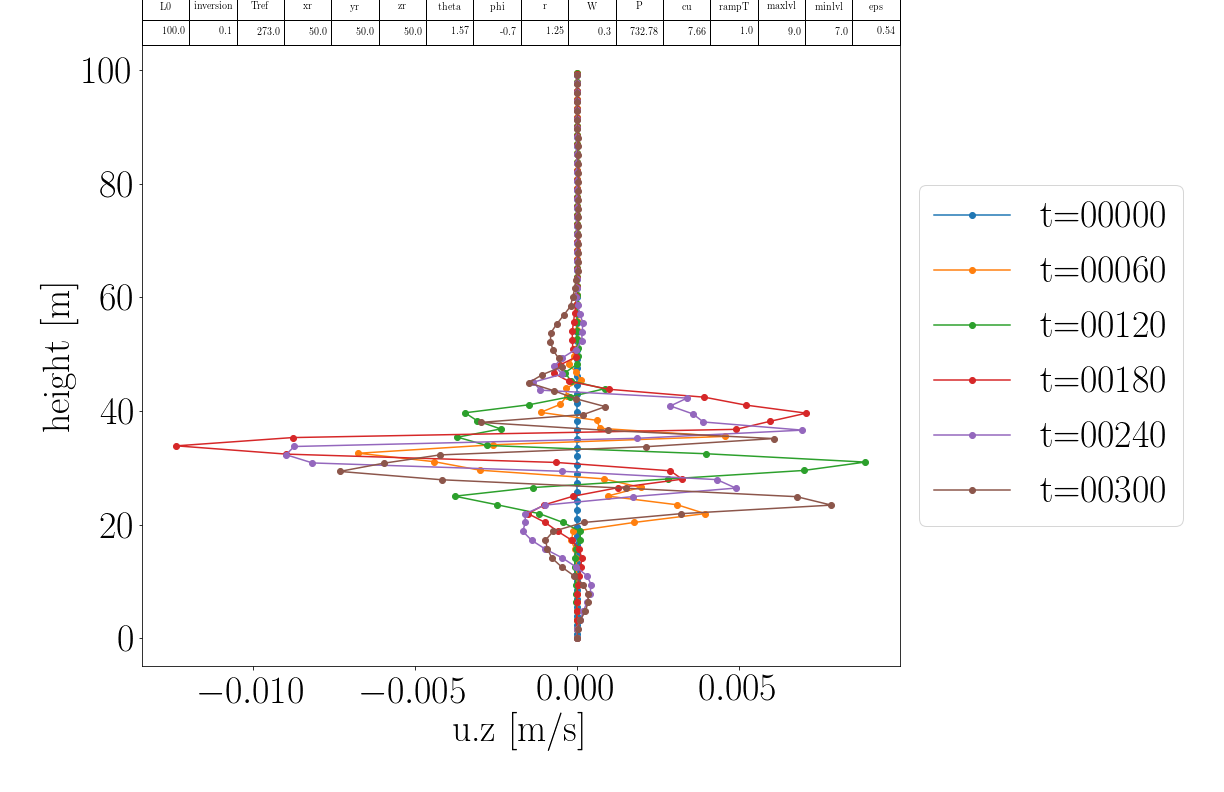 L0 inversion Tref xr yr zr theta phi r W P cu rampT maxlvl minlvl eps
100.0 0.1 273.0 50.0 50.0 50.0 1.57 -0.7 1.25 0.3 732.78 7.66 1.0 9.0 7.0 0.54
100
80
60
40
20
0
height [m]
−0.010 −0.005 0.000 0.005
u.z [m/s]
t=00000
t=00060
t=00120
t=00180
t=00240
t=00300